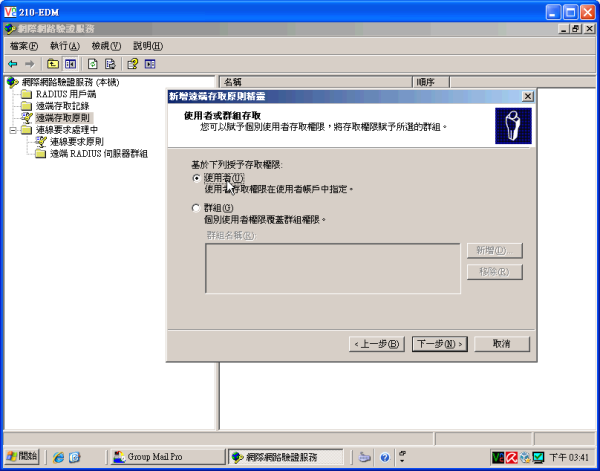 210-EDM
網際網路驗證服務
檔案(F) 執行(A) 檢視(V) 說明(H)
網際網路驗證服務 (本機)
RADIUS 用戶端
遠端存取記錄
遠端存取原則
連線要求處理中
連線要求原則
遠端 RADIUS 伺服器群組
名稱 順序
新增遠端存取原則精靈
使用者或群組存取
您可以賦予個別使用者存取權限，將存取權限賦予所選的群組。
基於下列授予存取權限:
使用者(U)
使用者存取權限在使用者帳戶中指定。
群組(G)
個別使用者權限覆蓋群組權限。
群組名稱(R):
新增(D)...
移除(R)
<上一步(B) 下一步(N)> 取消
開始 Group Mail Pro 網際網路驗證服務 下午 03:41